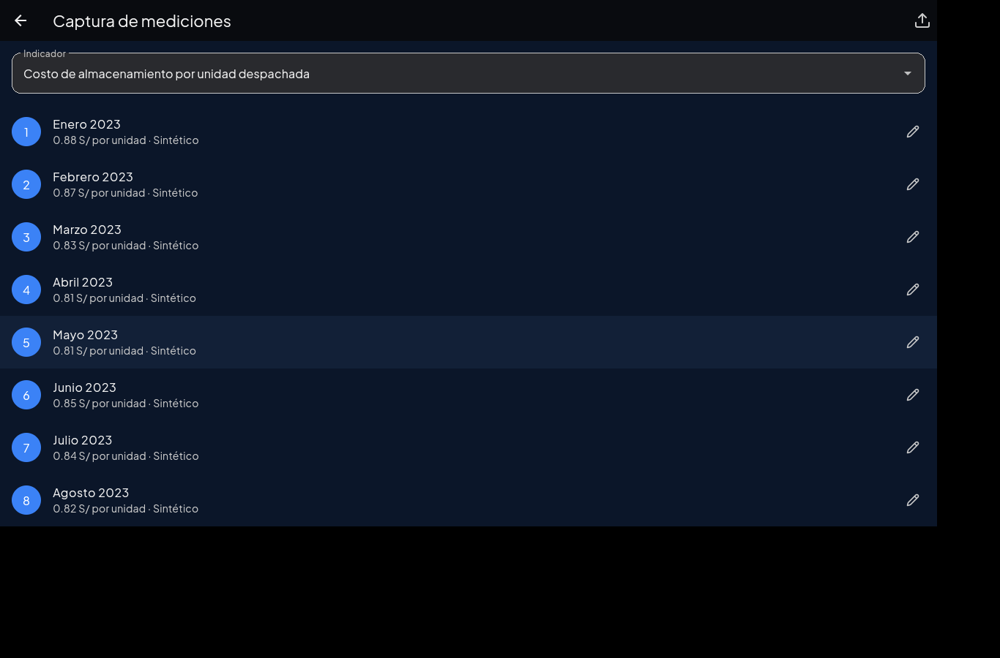 Captura de mediciones
Indicador
Costo de almacenamiento por unidad despachada
1
Enero 2023
0.88 S/ por unidad · Sintético
2
Febrero 2023
0.87 S/ por unidad · Sintético
3
Marzo 2023
0.83 S/ por unidad · Sintético
4
Abril 2023
0.81 S/ por unidad · Sintético
5
Mayo 2023
0.81 S/ por unidad · Sintético
6
Junio 2023
0.85 S/ por unidad · Sintético
7
Julio 2023
0.84 S/ por unidad · Sintético
8
Agosto 2023
0.82 S/ por unidad · Sintético